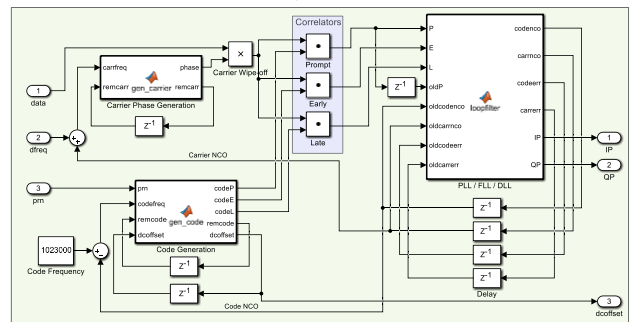 Correlators
P
codenco
E
carnco
L
codeerr
oldP
carrerr
oldcodenco
oldcarrnco
IP
oldcodeerr
oldcarrerr
QP
loopfilter
PLL / FLL / DLL
Prompt
Early
Late
×
Carrier Wipe-off
carrfreq
phase
remcarr
remcarr
gen_carrier
Carrier Phase Generation
Z-1
1
data
2
dfreq
++
Carrier NCO
3
prn
prn
codeP
codefreq
codeE
codeL
remcode
remcode
dcoffset
dcoffset
gen_code
Code Generation
1023000
Code Frequency
+-
Z-1
Z-1
Code NCO
Z-1
Z-1
Z-1
Z-1
Z-1
Delay
1
IP
2
QP
3
dcoffset